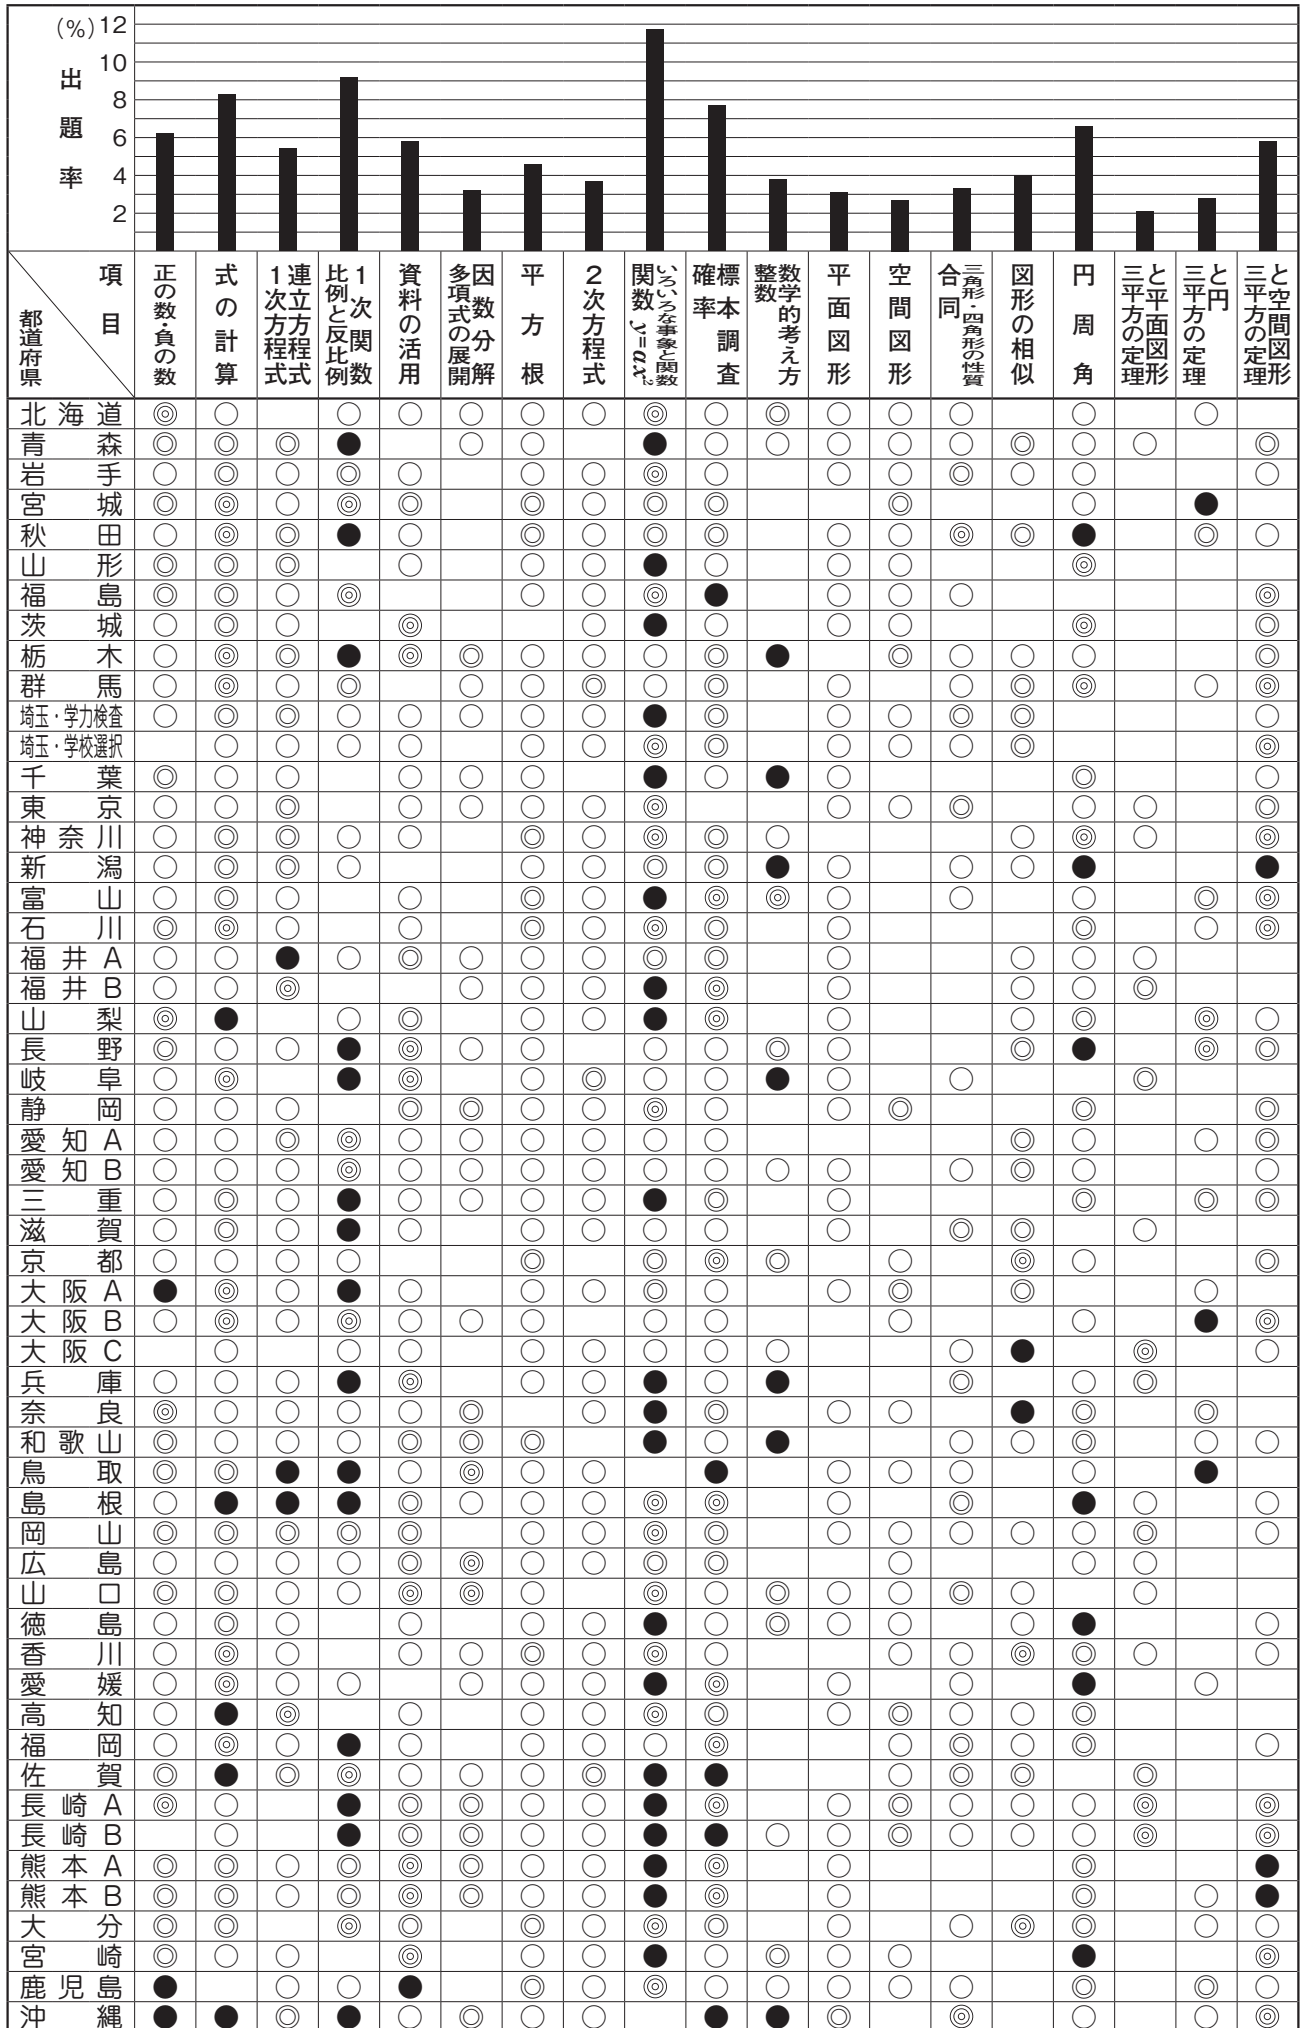 (%)
12
10
8
6
4
2
出題率
項目
都道府県
正の数・負の数
式の計算
1次方程式
連立方程式
比例と反比例
1次関数
資料の活用
多項式の展開
因数分解
平方根
2次方程式
関数 y=ax²
いろいろな事象と関数
確率
標本調査
整数
数学的考え方
平面図形
空間図形
合同
三角形・四角形の性質
図形の相似
円周角
三平方の定理
と平面図形
三平方の定理
と円
三平方の定理
と空間図形
北海道
青森
岩手
宮城
秋田
山形
福島
茨城
栃木
群馬
埼玉・学力検査
埼玉・学校選択
千葉
東京
神奈川
新潟
富山
石川
福井A
福井B
山梨
長野
岐阜
静岡
愛知A
愛知B
三重
滋賀
京都
大阪A
大阪B
大阪C
兵庫
奈良
和歌山
鳥取
島根
岡山
広島
山口
徳島
香川
愛媛
高知
福岡
佐賀
長崎A
長崎B
熊本A
熊本B
大分
宮崎
鹿児島
沖縄